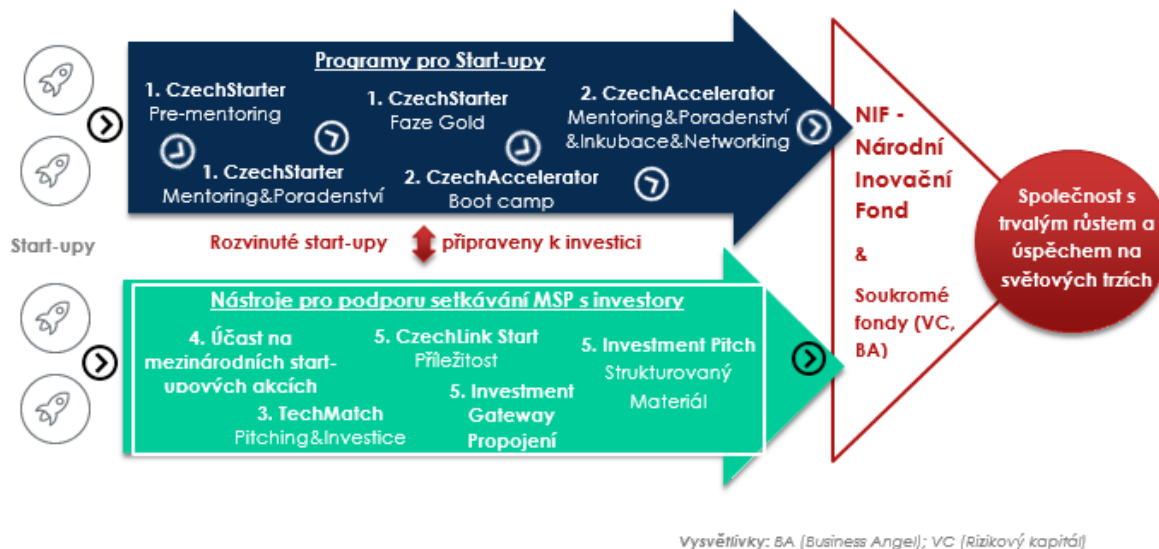 Programy pro Start-upy
1. CzechStarter
Pre-mentoring
1. CzechStarter
Mentoring&Poradenství
1. CzechStarter
Faze Gold
2. CzechAccelerator
Boot camp
2. CzechAccelerator
Mentoring&Poradenství
&Inkubace&Networking
Start-upy
Rozvinuté start-upy
připraveny k investici
Nástroje pro podporu setkávání MSP s investory
4. Účast na
mezinárodních start-
upových akcích
3. TechMatch
Pitching&Investice
5. CzechLink Start
Příležitost
5. Investment
Gateway
Propojení
5. Investment Pitch
Strukturovaný
Materiál
NIF -
Národní
Inovační
Fond
&
Soukromé
fondy (VC,
BA)
Společnost s
trvalým růstem a
úspěchem na
světových trzích
Vysvětlivky: BA (Business Angel); VC (Rizikový kapitál)